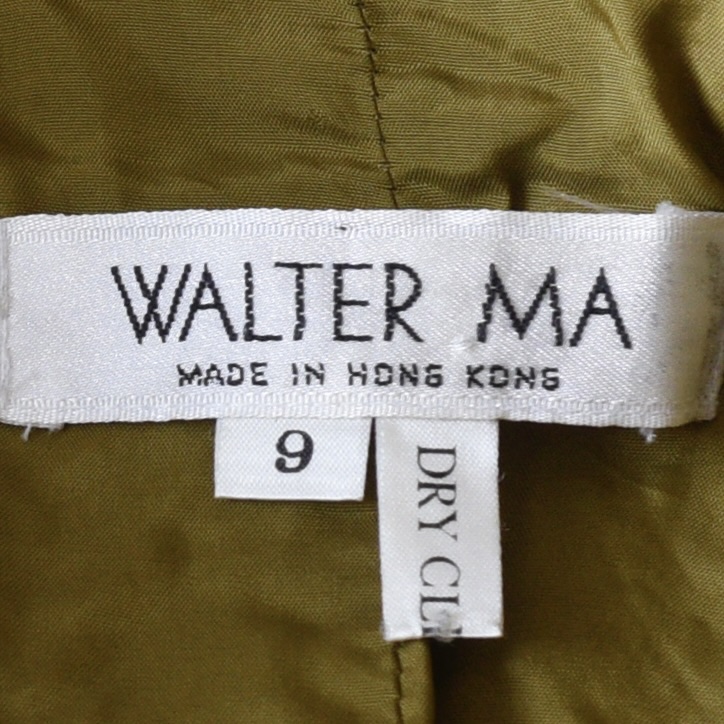 WALTER MA
MADE IN HONG KONG
9
DRY CL